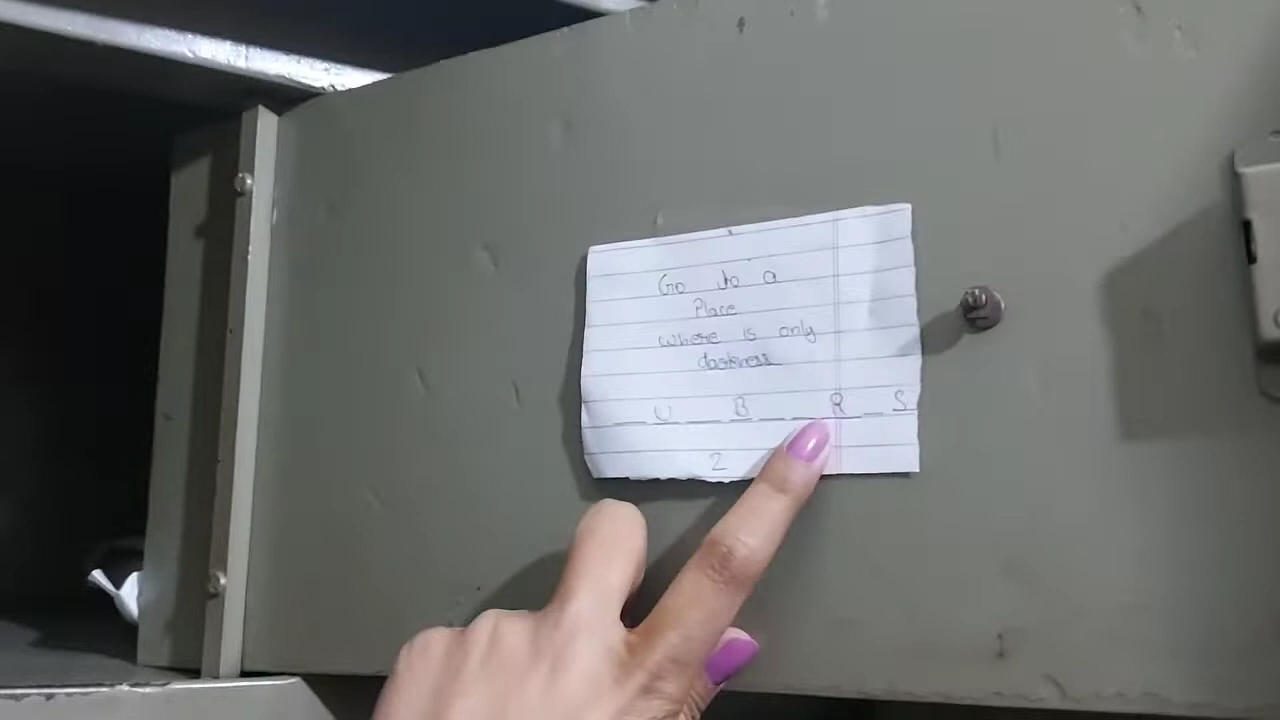 Go to a
Place
where is only
darkness
_ U _ B _ _ R _ S
2